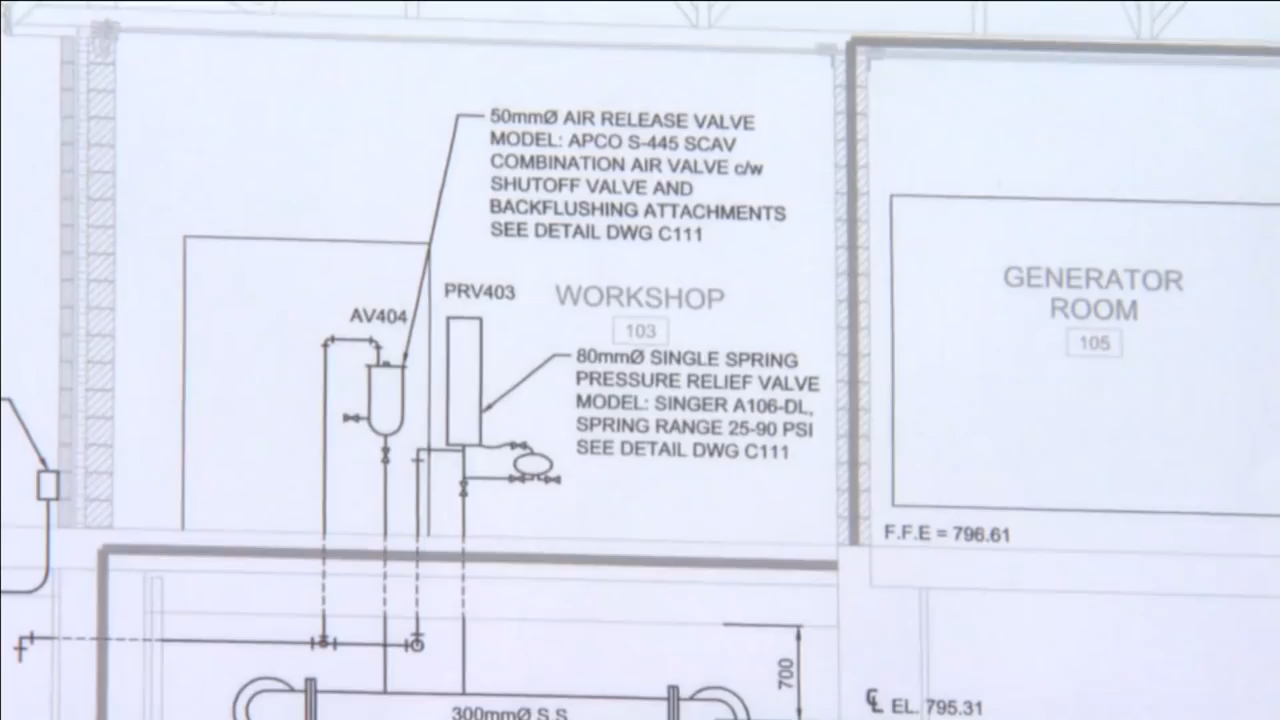 50mmØ AIR RELEASE VALVE
MODEL: APCO S-445 SCAV
COMBINATION AIR VALVE c/w
SHUTOFF VALVE AND
BACKFLUSHING ATTACHMENTS
SEE DETAIL DWG C111
PRV403
AV404
WORKSHOP
103
80mmØ SINGLE SPRING
PRESSURE RELIEF VALVE
MODEL: SINGER A106-DL,
SPRING RANGE 25-90 PSI
SEE DETAIL DWG C111
GENERATOR
ROOM
105
F.F.E = 796.61
700
300mmØ S.S.
℄ EL. 795.31